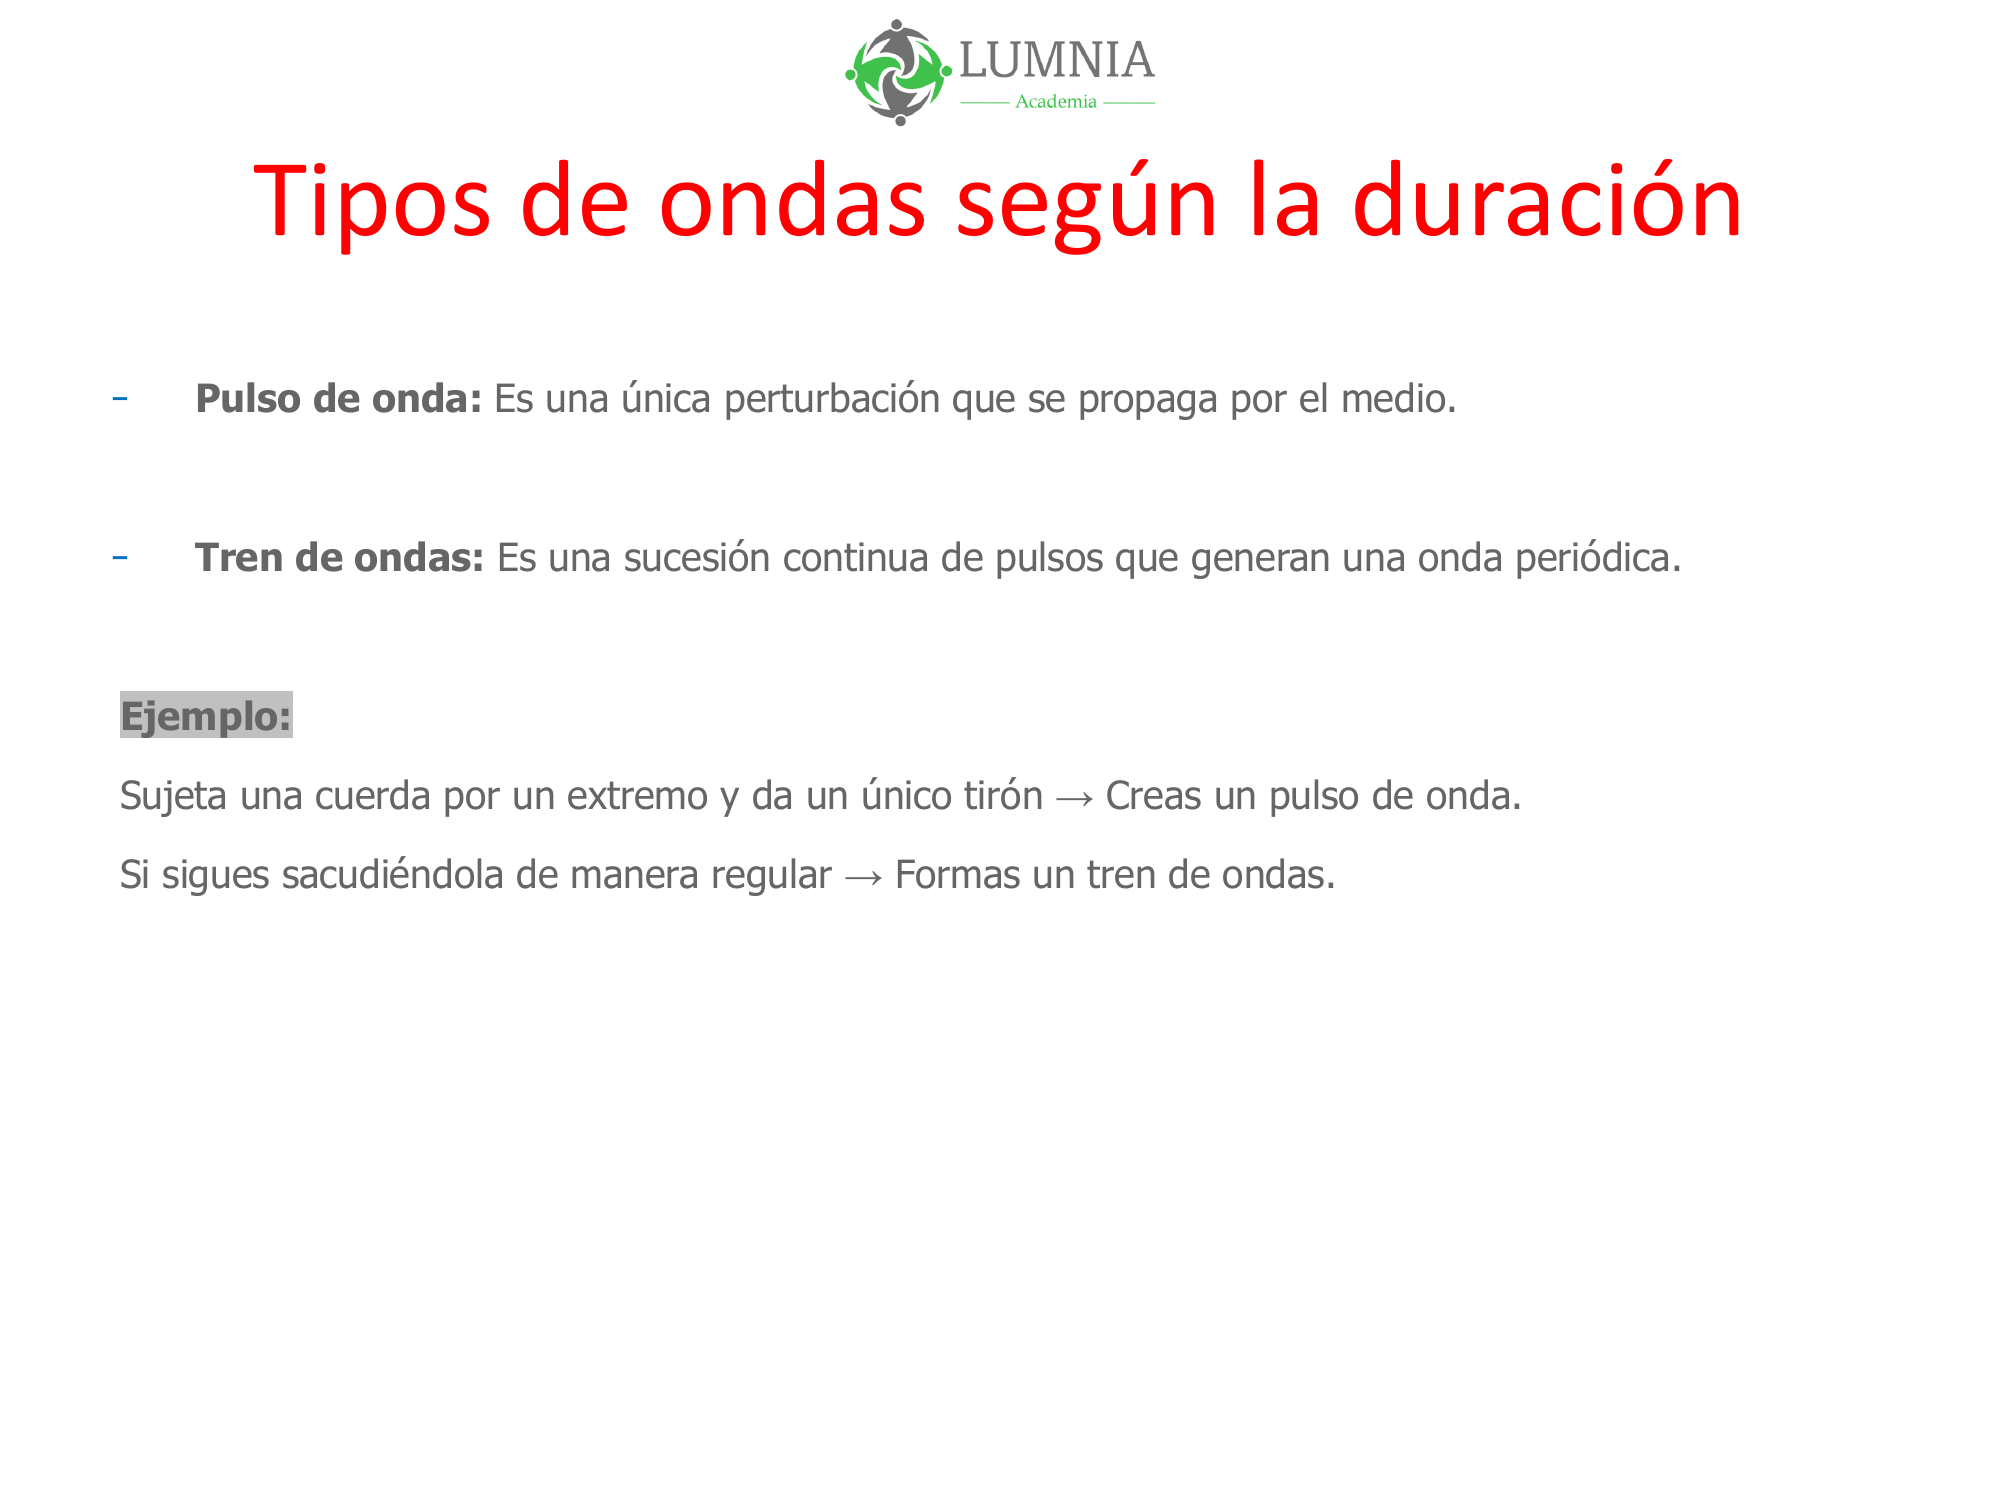 LUMNIA
Academia
Tipos de ondas según la duración
- Pulso de onda: Es una única perturbación que se propaga por el medio.
- Tren de ondas: Es una sucesión continua de pulsos que generan una onda periódica.
Ejemplo:
Sujeta una cuerda por un extremo y da un único tirón → Creas un pulso de onda.
Si sigues sacudiéndola de manera regular → Formas un tren de ondas.